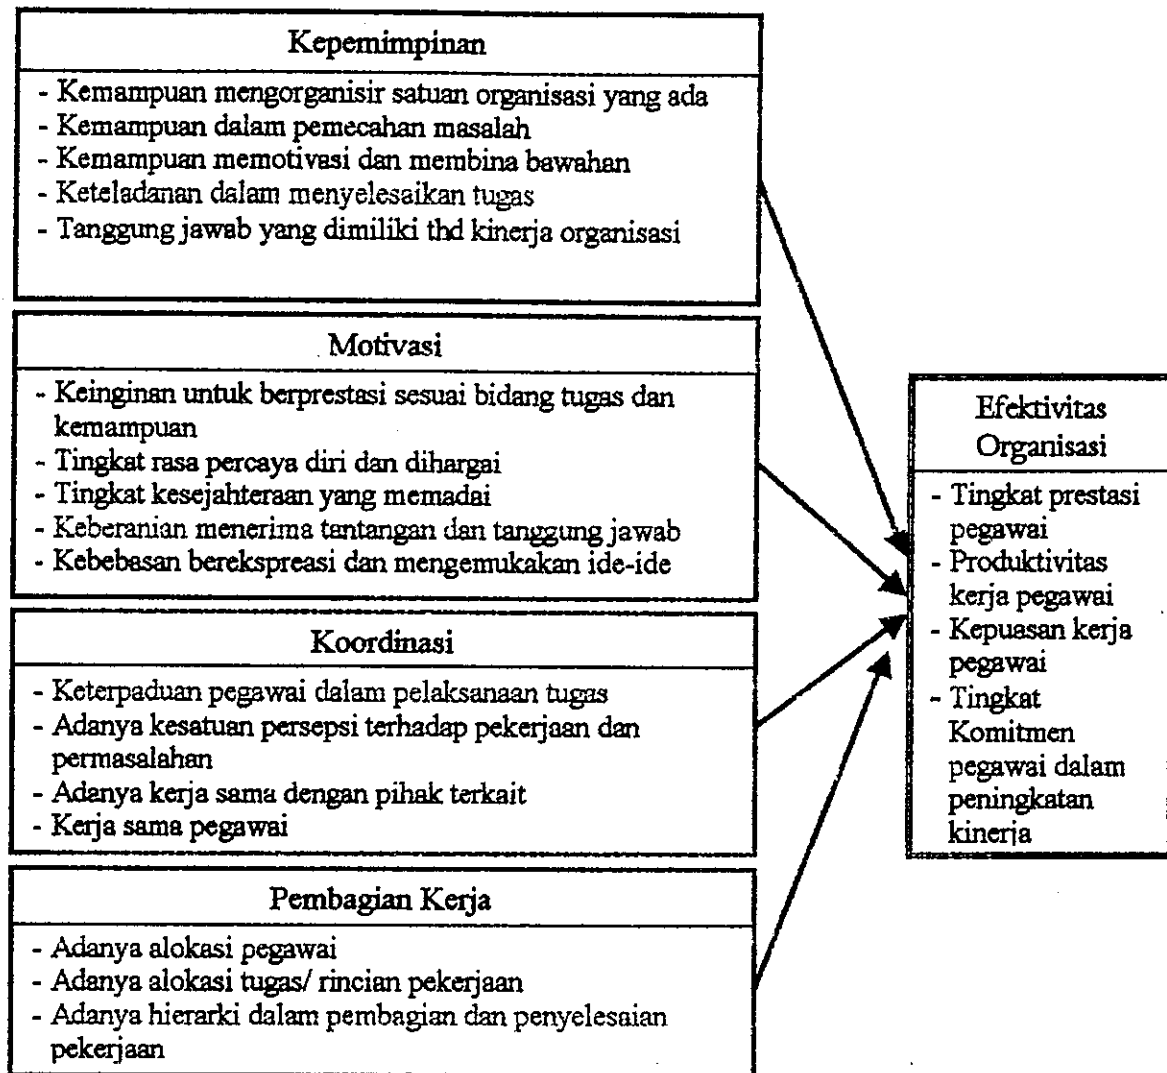 Kepemimpinan
- Kemampuan mengorganisir satuan organisasi yang ada
- Kemampuan dalam pemecahan masalah
- Kemampuan memotivasi dan membina bawahan
- Keteladanan dalam menyelesaikan tugas
- Tanggung jawab yang dimiliki thd kinerja organisasi
Motivasi
- Keinginan untuk berprestasi sesuai bidang tugas dan
kemampuan
- Tingkat rasa percaya diri dan dihargai
- Tingkat kesejahteraan yang memadai
- Keberanian menerima tantangan dan tanggung jawab
- Kebebasan berekspreasi dan mengemukakan ide-ide
Koordinasi
- Keterpaduan pegawai dalam pelaksanaan tugas
- Adanya kesatuan persepsi terhadap pekerjaan dan
permasalahan
- Adanya kerja sama dengan pihak terkait
- Kerja sama pegawai
Pembagian Kerja
- Adanya alokasi pegawai
- Adanya alokasi tugas/ rincian pekerjaan
- Adanya hierarki dalam pembagian dan penyelesaian
pekerjaan
Efektivitas
Organisasi
- Tingkat prestasi
pegawai
- Produktivitas
kerja pegawai
- Kepuasan kerja
pegawai
- Tingkat
Komitmen
pegawai dalam
peningkatan
kinerja